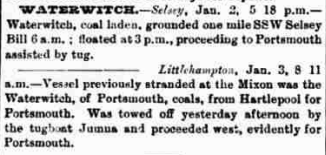 WATERWITCH.—Selsey, Jan. 2, 5 18 p.m.—
Waterwitch, coal laden, grounded one mile SSW Selsey
Bill 6 a.m.; floated at 3 p.m., proceeding to Portsmouth
assisted by tug.
Littlehampton, Jan. 3, 8 11
a.m.—Vessel previously stranded at the Mixon was the
Waterwitch, of Portsmouth, coals, from Hartlepool for
Portsmouth. Was towed off yesterday afternoon by
the tugboat Jumna and proceeded west, evidently for
Portsmouth.